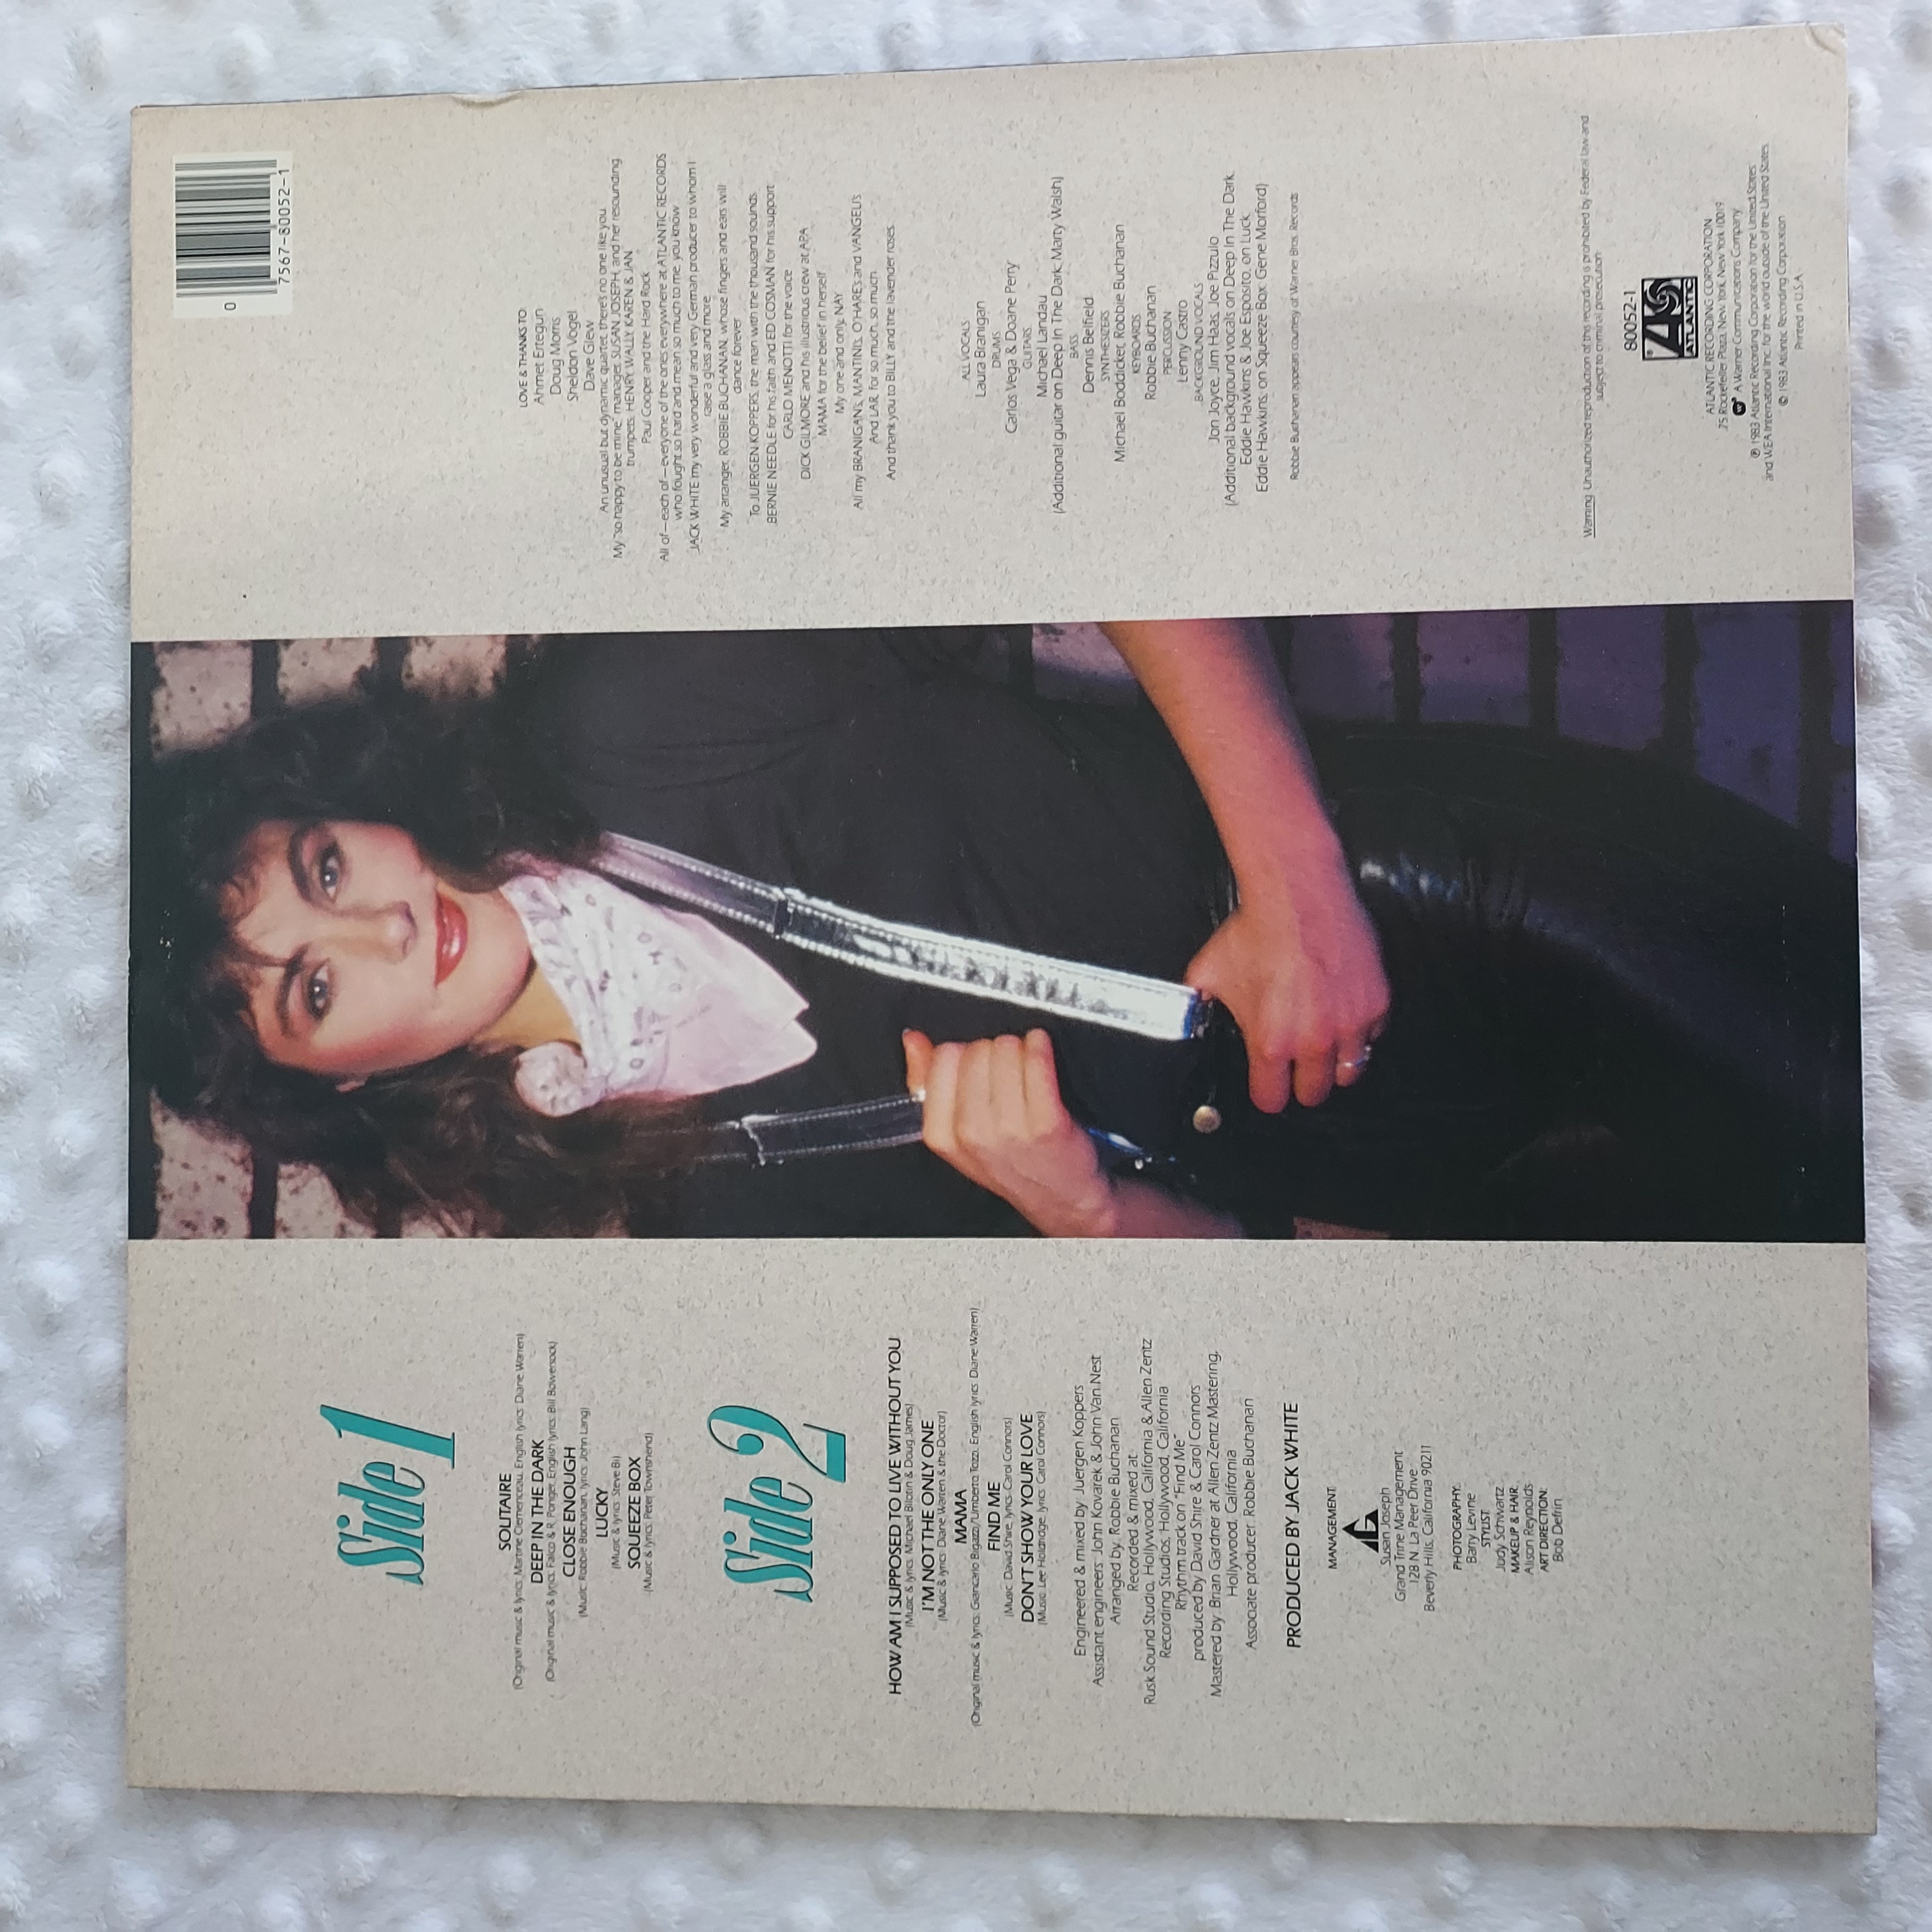 Side 1
SOLITAIRE
(Original music & lyrics: Martine Clemenceau, English lyrics: Diane Warren)
DEEP IN THE DARK
(Original music & lyrics: Falco & R. Ponger, English lyrics: Bill Bowersock)
CLOSE ENOUGH
(Music: Robbie Buchanan, lyrics: John Lang)
LUCKY
(Music & lyrics: Steve Bill)
SQUEEZE BOX
(Music & lyrics: Peter Townshend)
Side 2
HOW AM I SUPPOSED TO LIVE WITHOUT YOU
(Music & lyrics: Michael Bolotin & Doug James)
I'M NOT THE ONLY ONE
(Music & lyrics: Diane Warren & the Doctor)
MAMA
(Original music & lyrics: Giancarlo Bigazzi/Umberto Tozzi, English lyrics: Diane Warren)
FIND ME
(Music: David Shire, lyrics: Carol Connors)
DON'T SHOW YOUR LOVE
(Music: Lee Holdridge, lyrics: Carol Connors)
Engineered & mixed by: Juergen Koppers
Assistant engineers: John Kovarek & John Van Nest
Arranged by: Robbie Buchanan
Recorded & mixed at:
Rusk Sound Studio, Hollywood, California & Allen Zentz
Recording Studios, Hollywood, California
Rhythm track on "Find Me"
produced by David Shire & Carol Connors
Mastered by: Brian Gardner at Allen Zentz Mastering,
Hollywood, California
Associate producer: Robbie Buchanan
PRODUCED BY JACK WHITE
MANAGEMENT:
Susan Joseph
Grand Trine Management
128 N. La Peer Drive
Beverly Hills, California 90211
PHOTOGRAPHY:
Barry Levine
STYLIST:
Judy Schwartz
MAKEUP & HAIR:
Alison Reynolds
ART DIRECTION:
Bob Defrin
0
7567-80052-1
LOVE & THANKS TO:
Ahmet Ertegun
Doug Morris
Sheldon Vogel
Dave Glew
An unusual but dynamic quartet, there's no one like you.
My "so happy to be mine" manager, SUSAN JOSEPH, and her resounding
trumpets: HENRY, WALLY, KAREN & JAN
Paul Cooper and the Hard Rock
All of—each of—everyone of the ones everywhere at ATLANTIC RECORDS
who fought so hard and mean so much to me, you know
JACK WHITE my very wonderful and very German producer to whom I
raise a glass and more
My arranger, ROBBIE BUCHANAN, whose fingers and ears will
dance forever
To JUERGEN KOPPERS, the man with the thousand sounds
BERNIE NEEDLE for his faith and ED COSMAN for his support
CARLO MENOTTI for the voice
DICK GILMORE and his illustrious crew at APA
MAMA for the belief in herself
My one and only, NAY
All my BRANIGAN'S, MANTINI'S, O'HARE'S and VANGELI'S
And L.A.R. for so much, so much
And thank you to BILLY and the lavender roses.
ALL VOCALS
Laura Branigan
DRUMS
Carlos Vega & Doane Perry
GUITARS
Michael Landau
(Additional guitar on Deep In The Dark: Marty Walsh)
BASS
Dennis Belfield
SYNTHESIZERS
Michael Boddicker, Robbie Buchanan
KEYBOARDS
Robbie Buchanan
PERCUSSION
Lenny Castro
BACKGROUND VOCALS
Jon Joyce, Jim Haas, Joe Pizzulo
(Additional background vocals on Deep In The Dark
Eddie Hawkins & Joe Esposito, on Luck
Eddie Hawkins, on Squeeze Box: Gene Morford)
Robbie Buchanan appears courtesy of Warner Bros. Records
Warning: Unauthorized reproduction of this recording is prohibited by Federal law and
subject to criminal prosecution
80052-1
ATLANTIC
ATLANTIC RECORDING CORPORATION
75 Rockefeller Plaza, New York, New York 10019
A Warner Communications Company
℗ 1983 Atlantic Recording Corporation for the United States
and WEA International Inc. for the world outside of the United States
© 1983 Atlantic Recording Corporation
Printed in U.S.A.